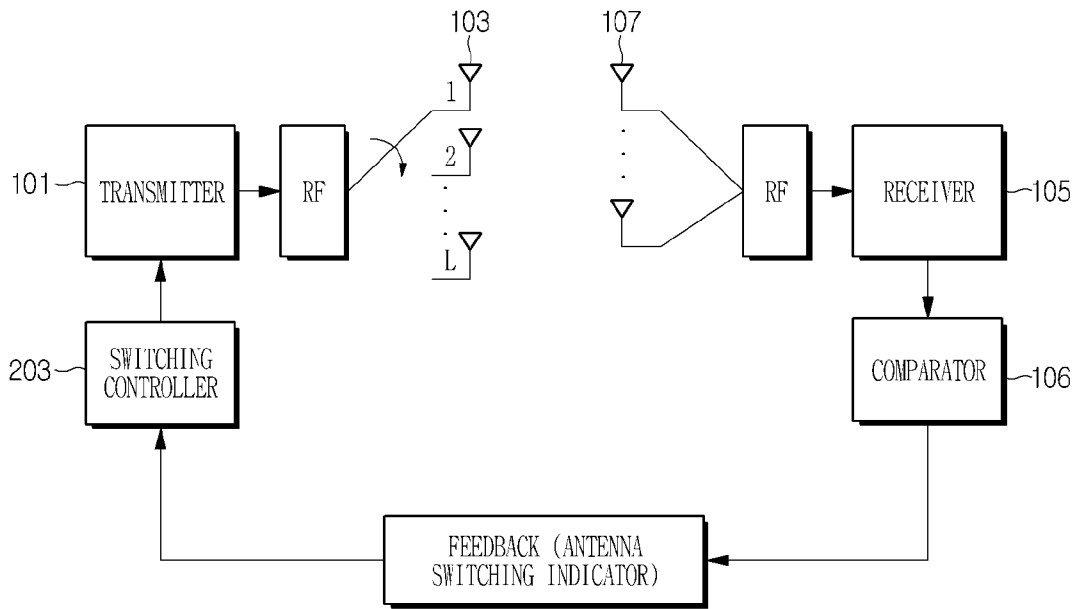 103
107
1
2
L
101
TRANSMITTER
RF
RF
RECEIVER
105
203
SWITCHING
CONTROLLER
COMPARATOR
106
FEEDBACK (ANTENNA
SWITCHING INDICATOR)